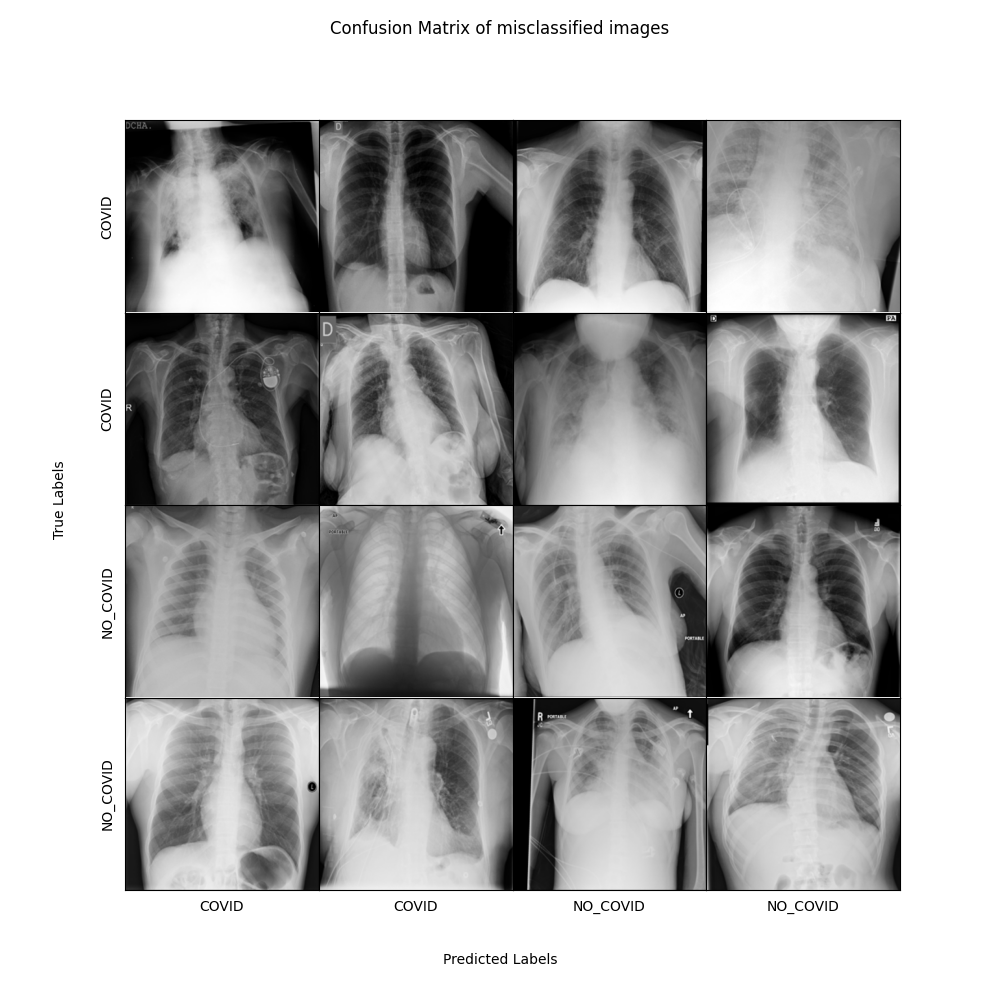 Confusion Matrix of misclassified images
DCHA.
D
COVID
D
R
COVID
PORTABLE
L
AP
PORTABLE
NO_COVID
True Labels
R PORTABLE
AP
L
NO_COVID
COVID COVID NO_COVID NO_COVID
Predicted Labels